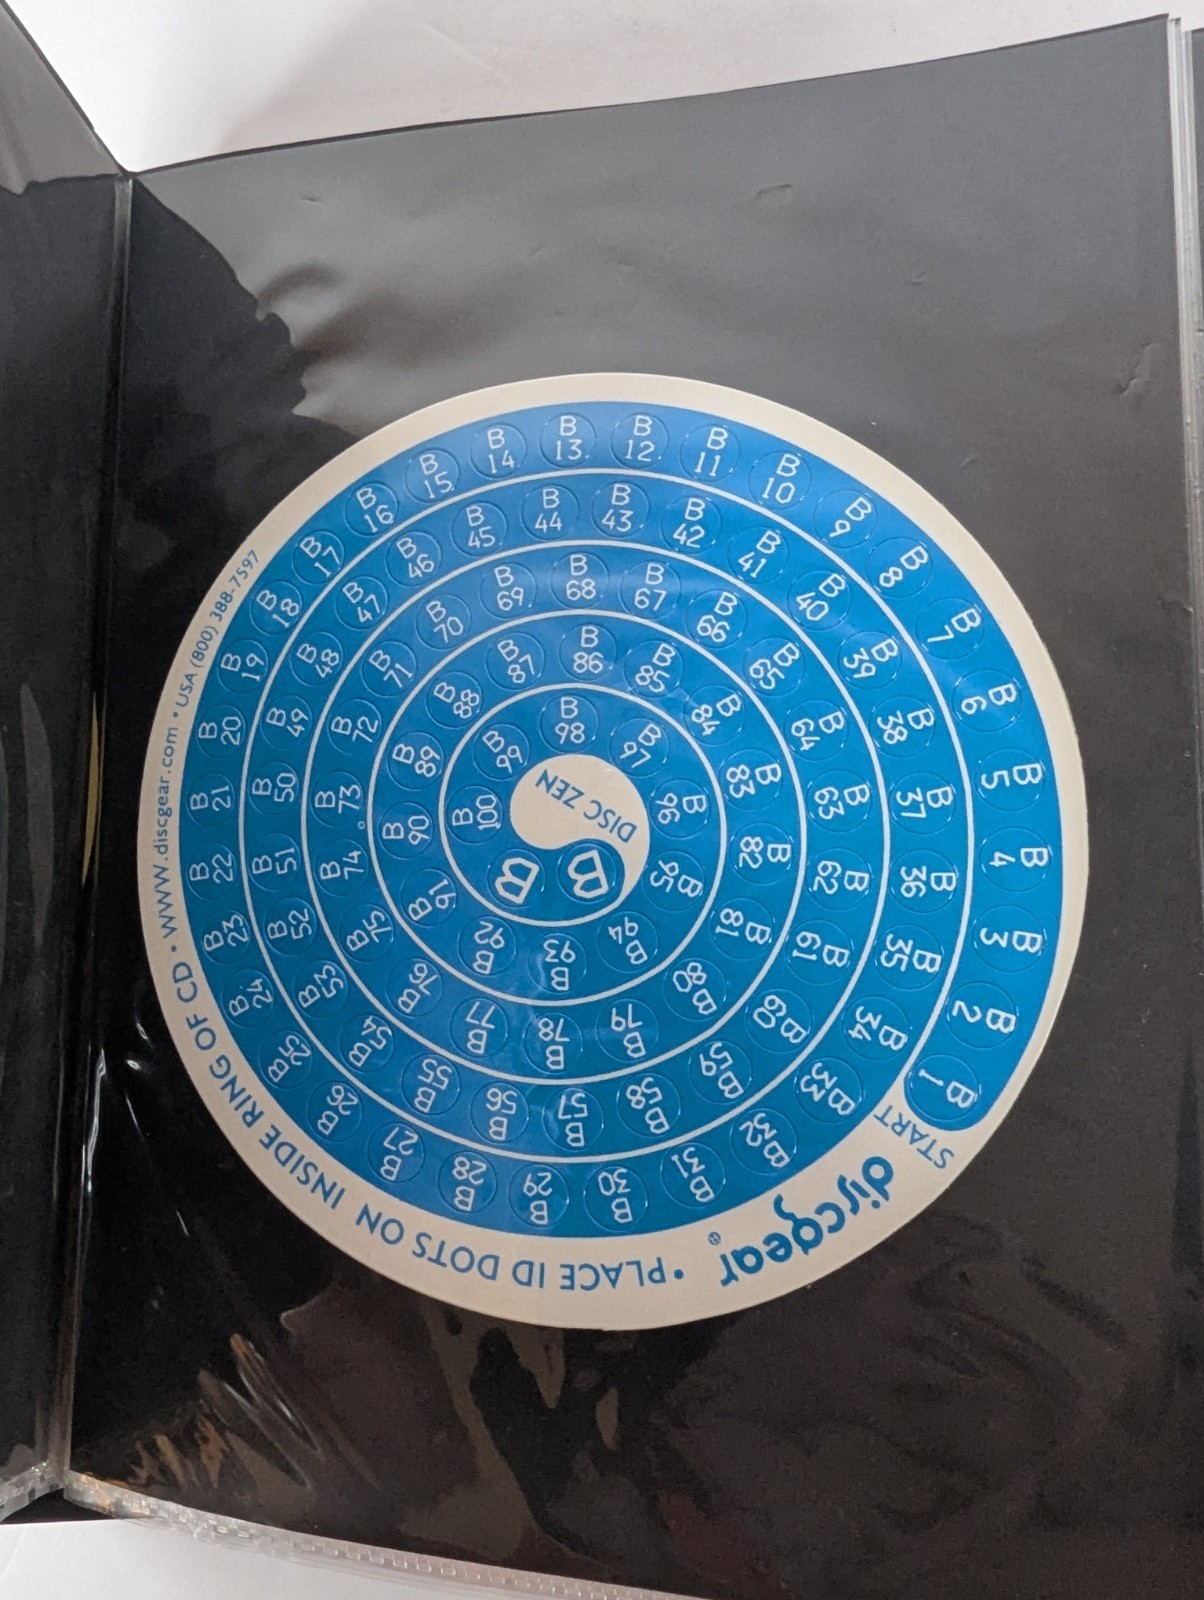 discgear® • PLACE ID DOTS ON INSIDE RING OF CD • WWW.discgear.com • USA (800) 388-7597
START
B 1
B 2
B 3
B 4
B 5
B 6
B 7
B 8
B 9
B 10
B 11
B 12
B 13
B 14
B 15
B 16
B 17
B 18
B 19
B 20
B 21
B 22
B 23
B 24
B 25
B 26
B 27
B 28
B 29
B 30
B 31
B 32
B 33
B 34
B 35
B 36
B 37
B 38
B 39
B 40
B 41
B 42
B 43
B 44
B 45
B 46
B 47
B 48
B 49
B 50
B 51
B 52
B 53
B 54
B 55
B 56
B 57
B 58
B 59
B 60
B 61
B 62
B 63
B 64
B 65
B 66
B 67
B 68
B 69
B 70
B 71
B 72
B 73
B 74
B 75
B 76
B 77
B 78
B 79
B 80
B 81
B 82
B 83
B 84
B 85
B 86
B 87
B 88
B 89
B 90
B 91
B 92
B 93
B 94
B 95
B 96
B 97
B 98
B 99
B 100
B
B
DISC ZEN